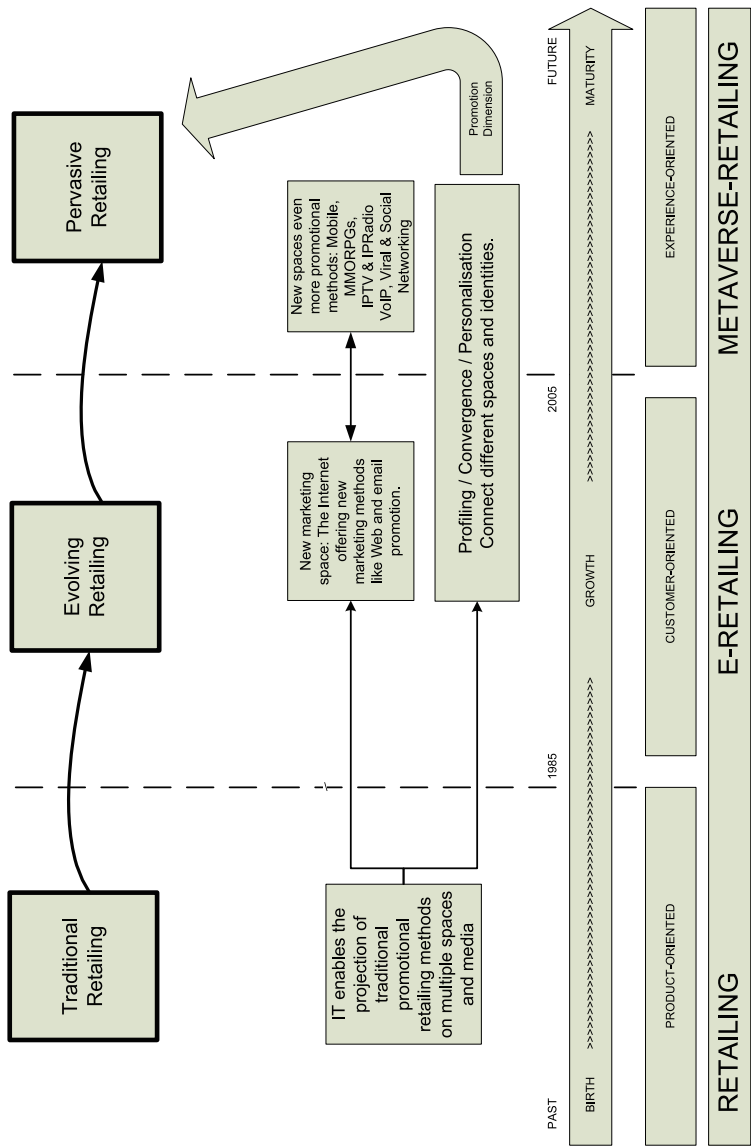 Traditional
Retailing
Evolving
Retailing
Pervasive
Retailing
IT enables the
projection of
traditional
promotional
retailing methods
on multiple spaces
and media
New marketing
space: The Internet
offering new
marketing methods
like Web and email
promotion.
New spaces even
more promotional
methods: Mobile,
MMORPGs,
IPTV & IPRadio
VoIP, Viral & Social
Networking
Profiling / Convergence / Personalisation
Connect different spaces and identities.
Promotion
Dimension
PAST
1985
2005
FUTURE
BIRTH >>>>>>>>>>>>>>>>>>>>>>>>>>>>>>>>>> GROWTH >>>>>>>>>>>>>>>>>>>>>>>>>>>>>>>>>> MATURITY
PRODUCT-ORIENTED
CUSTOMER-ORIENTED
EXPERIENCE-ORIENTED
RETAILING E-RETAILING METAVERSE-RETAILING